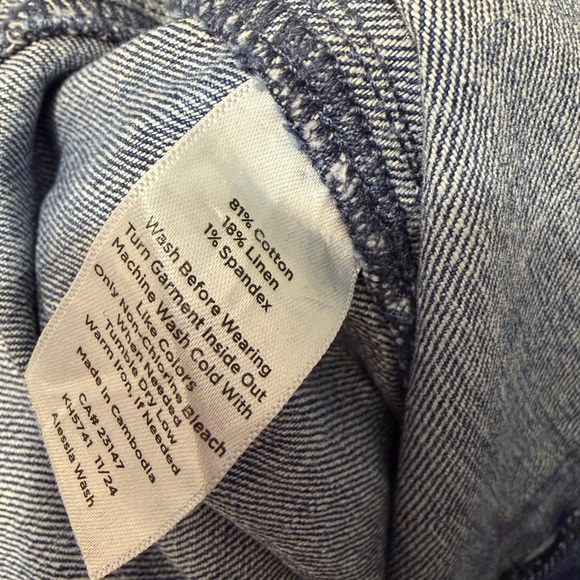 81% Cotton
18% Linen
1% Spandex
Wash Before Wearing
Turn Garment Inside Out
Machine Wash Cold With
Like Colors
Only Non-Chlorine Bleach
When Needed
Tumble Dry Low
Warm Iron, If Needed
Made in Cambodia
CA# 23147
KH5741 11/24
Alessia Wash